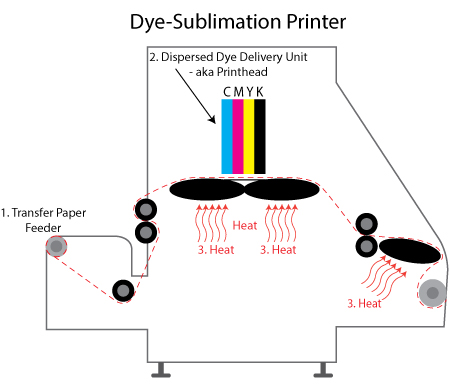 Dye-Sublimation Printer
2. Dispersed Dye Delivery Unit
- aka Printhead
C M Y K
1. Transfer Paper
Feeder
Heat
3. Heat
3. Heat
3. Heat